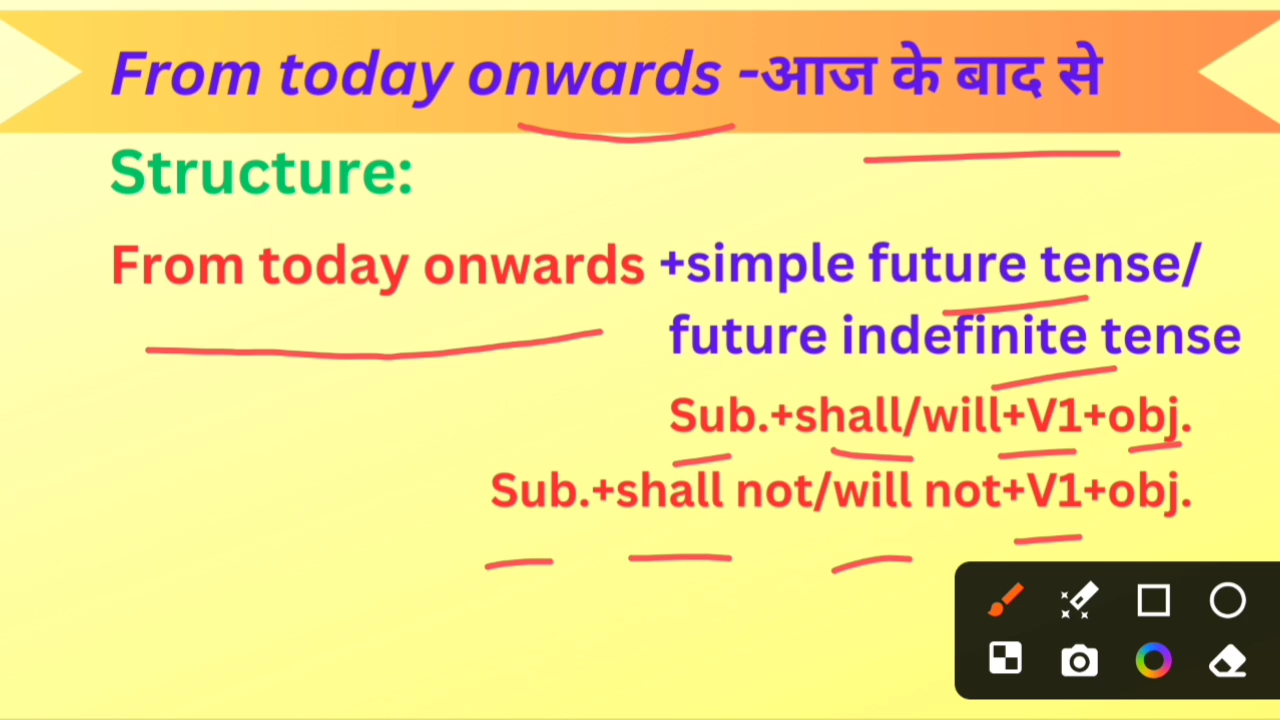 From today onwards -आज के बाद से
Structure:
From today onwards +simple future tense/
future indefinite tense
Sub.+shall/will+V1+obj.
Sub.+shall not/will not+V1+obj.